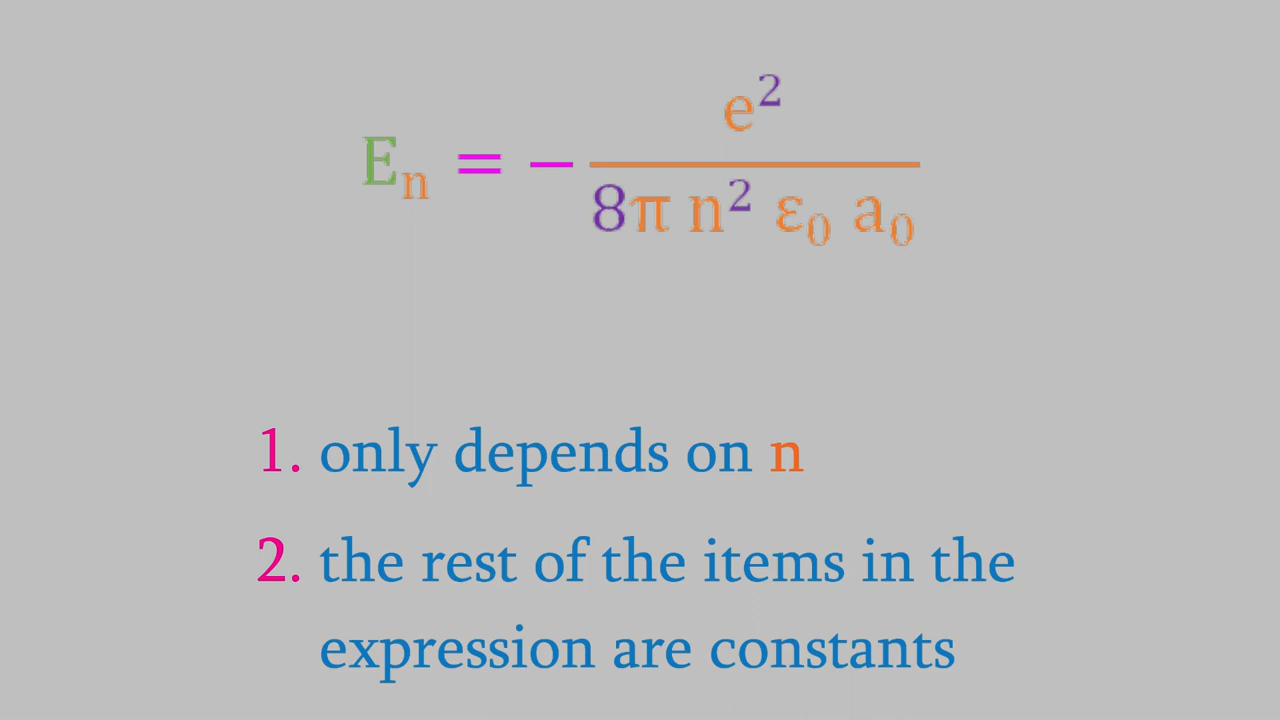 Eₙ = − e² / 8π n² ε₀ a₀
1. only depends on n
2. the rest of the items in the
expression are constants